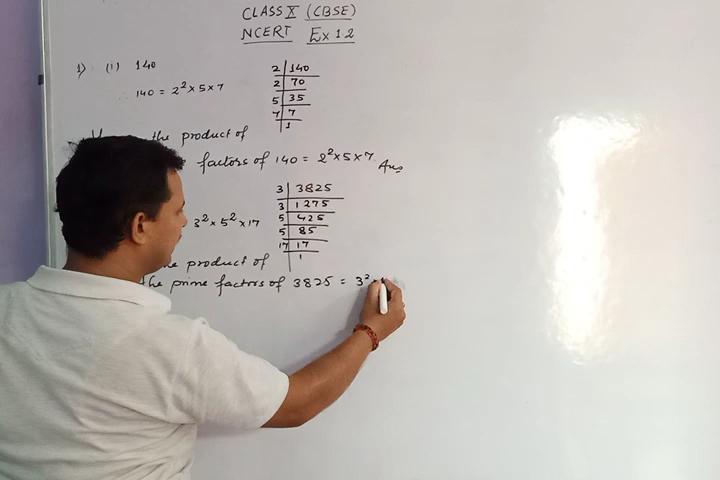 CLASS X (CBSE)
NCERT Ex 1.2
1) (i) 140
140 = 2² × 5 × 7
2 | 140
2 | 70
5 | 35
7 | 7
1
the product of
factors of 140 = 2² × 5 × 7. Ans
3² × 5² × 17
3 | 3825
3 | 1275
5 | 425
5 | 85
17 | 17
1
product of
the prime factors of 3825 = 3²